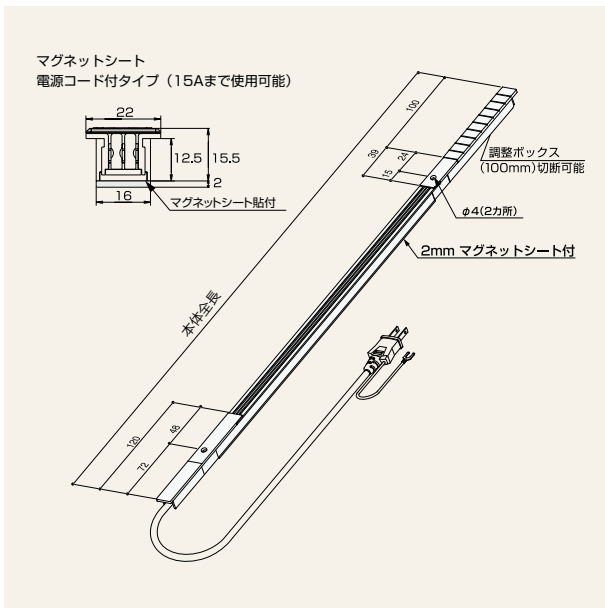 マグネットシート
電源コード付タイプ（15Aまで使用可能）
22
12.5
15.5
2
16
マグネットシート貼付
100
39
24
15
調整ボックス
(100mm)切断可能
φ4(2カ所)
2mm マグネットシート付
本体全長
120
48
72